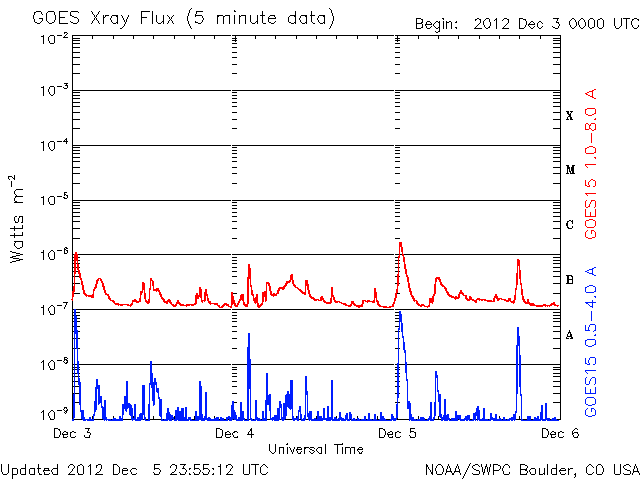 GOES Xray Flux (5 minute data)
Begin: 2012 Dec 3 0000 UTC
10⁻²
10⁻³
10⁻⁴
10⁻⁵
10⁻⁶
10⁻⁷
10⁻⁸
10⁻⁹
Watts m⁻²
X
M
C
B
A
GOES15 1.0–8.0 A
GOES15 0.5–4.0 A
Dec 3
Dec 4
Dec 5
Dec 6
Universal Time
Updated 2012 Dec 5 23:55:12 UTC
NOAA/SWPC Boulder, CO USA